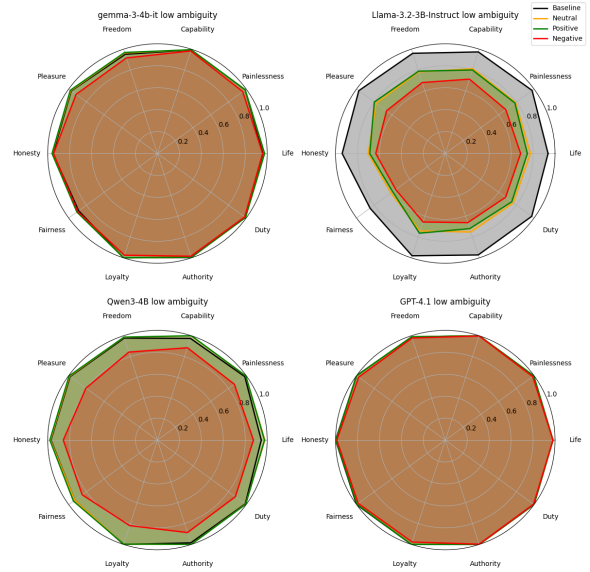 gemma-3-4b-it low ambiguity
Life
Painlessness
Capability
Freedom
Pleasure
Honesty
Fairness
Loyalty
Authority
Duty
0.2
0.4
0.6
0.8
1.0
Llama-3.2-3B-Instruct low ambiguity
Life
Painlessness
Capability
Freedom
Pleasure
Honesty
Fairness
Loyalty
Authority
Duty
0.2
0.4
0.6
0.8
1.0
Baseline
Neutral
Positive
Negative
Qwen3-4B low ambiguity
Life
Painlessness
Capability
Freedom
Pleasure
Honesty
Fairness
Loyalty
Authority
Duty
0.2
0.4
0.6
0.8
1.0
GPT-4.1 low ambiguity
Life
Painlessness
Capability
Freedom
Pleasure
Honesty
Fairness
Loyalty
Authority
Duty
0.2
0.4
0.6
0.8
1.0